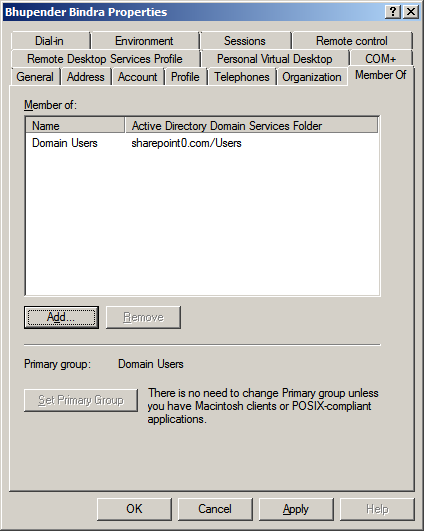 Bhupender Bindra Properties
Dial-in Environment Sessions Remote control
Remote Desktop Services Profile Personal Virtual Desktop COM+
General Address Account Profile Telephones Organization Member Of
Member of:
Name Active Directory Domain Services Folder
Domain Users sharepoint0.com/Users
Add... Remove
Primary group: Domain Users
Set Primary Group
There is no need to change Primary group unless
you have Macintosh clients or POSIX-compliant
applications.
OK Cancel Apply Help